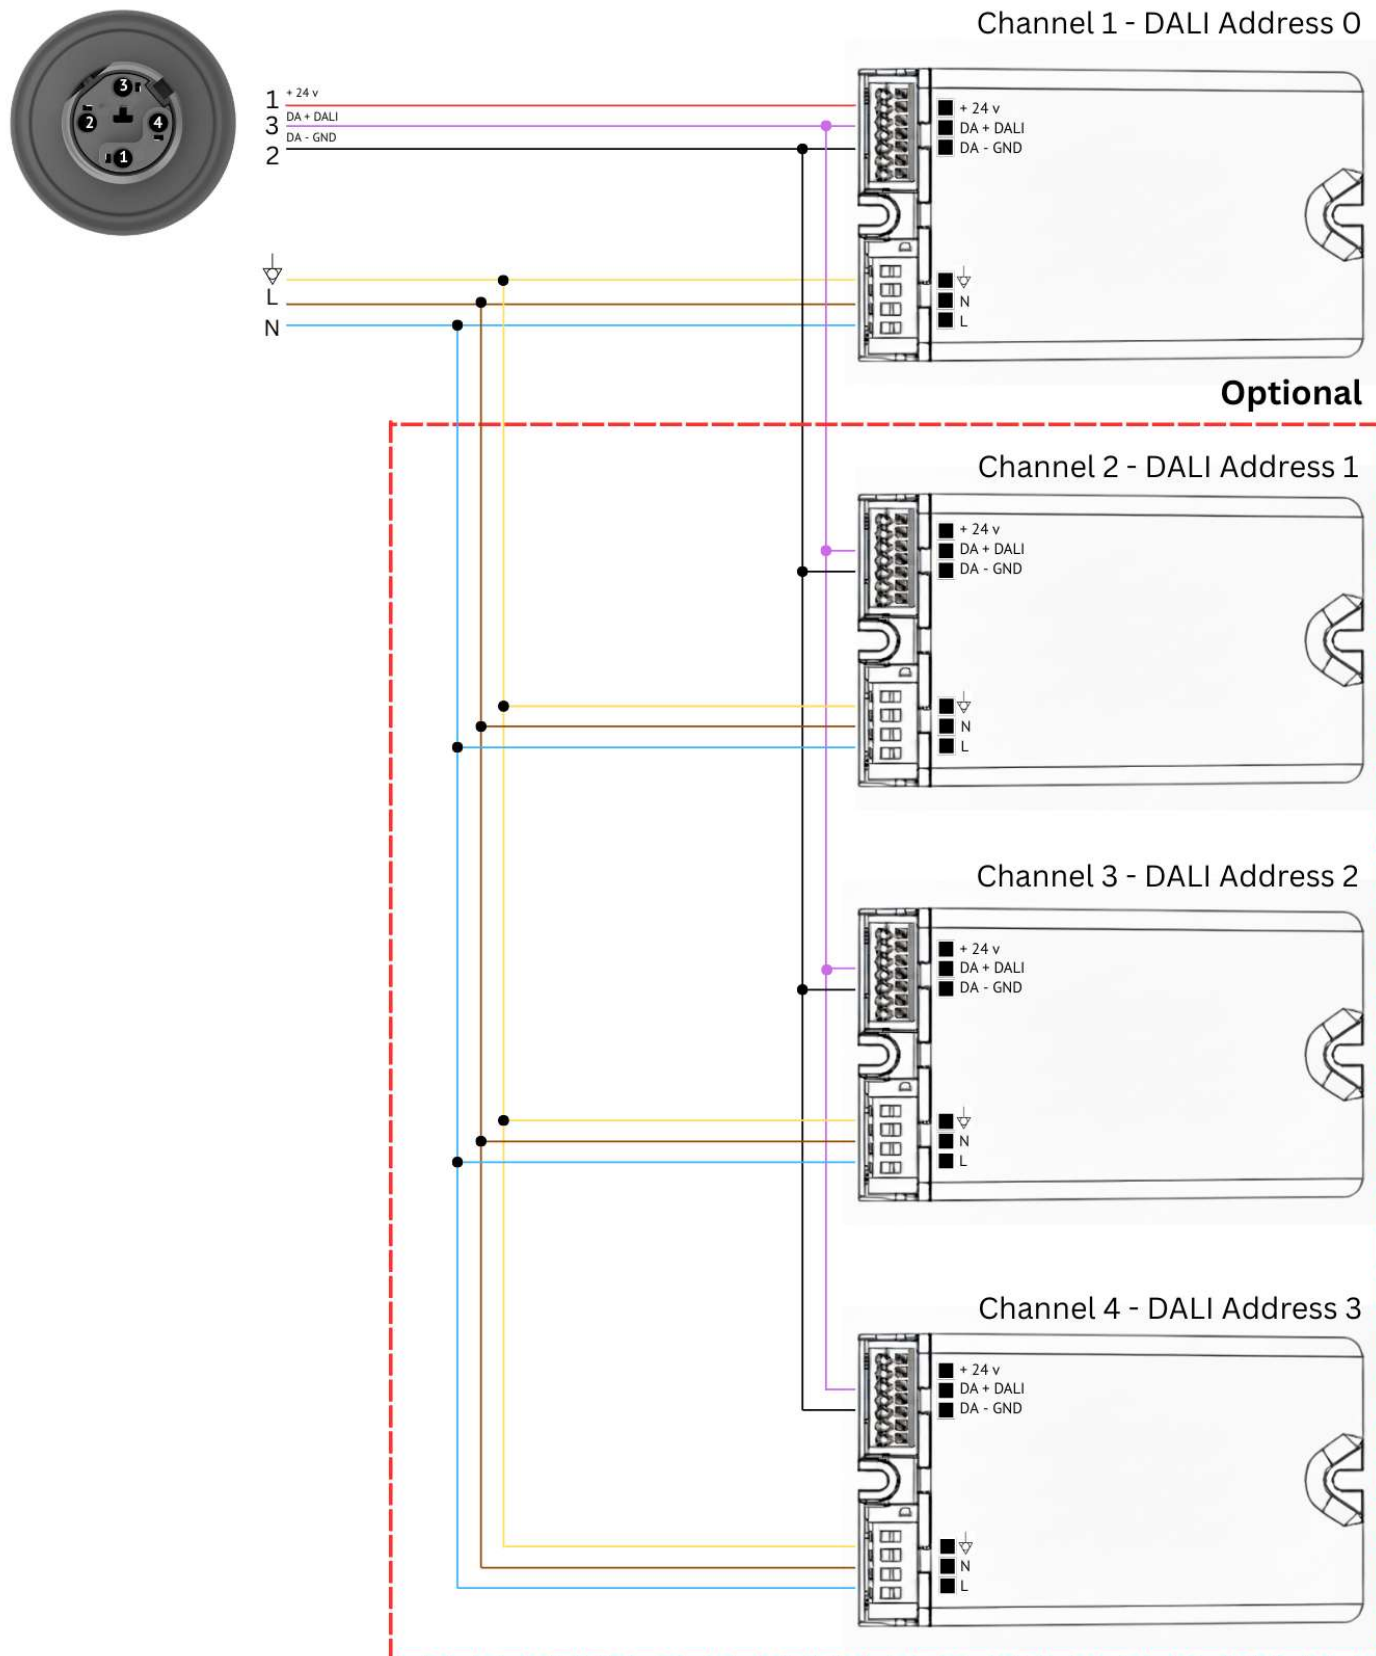 Channel 1 - DALI Address 0
3
2
4
1
1 + 24 v
3 DA + DALI
2 DA - GND
+ 24 v
DA + DALI
DA - GND
L
N
D
N
L
Optional
Channel 2 - DALI Address 1
+ 24 v
DA + DALI
DA - GND
D
N
L
Channel 3 - DALI Address 2
+ 24 v
DA + DALI
DA - GND
D
N
L
Channel 4 - DALI Address 3
+ 24 v
DA + DALI
DA - GND
D
N
L